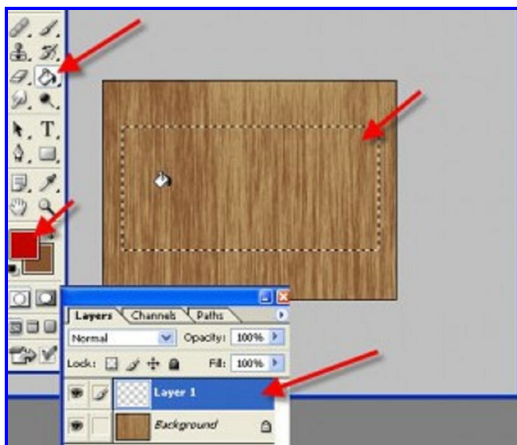 T
Layers Channels Paths
Normal Opacity: 100%
Lock: Fill: 100%
Layer 1
Background